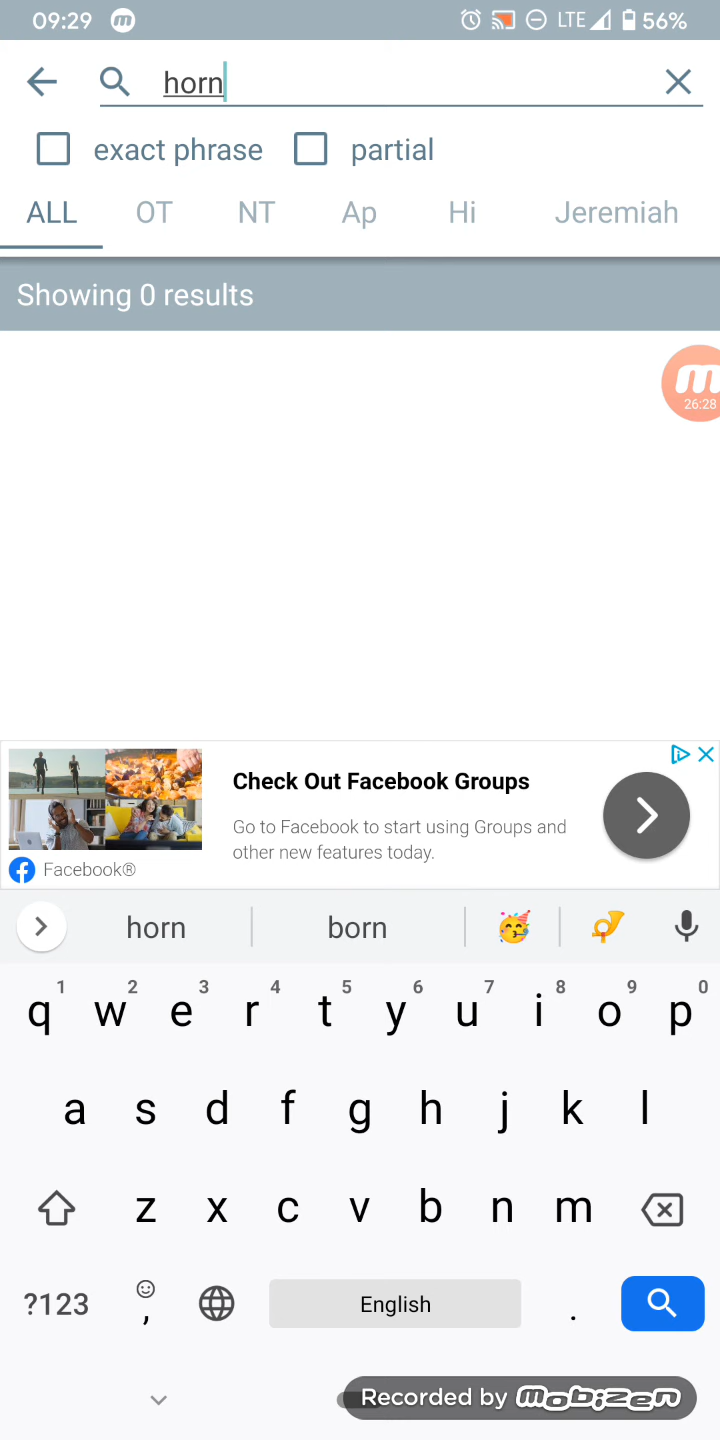 09:29 LTE 56%
horn
exact phrase partial
ALL OT NT Ap Hi Jeremiah
Showing 0 results
26:28
Check Out Facebook Groups
Go to Facebook to start using Groups and
other new features today.
Facebook®
horn born
1 2 3 4 5 6 7 8 9 0
q w e r t y u i o p
a s d f g h j k l
z x c v b n m
?123 , English .
Recorded by mobizen